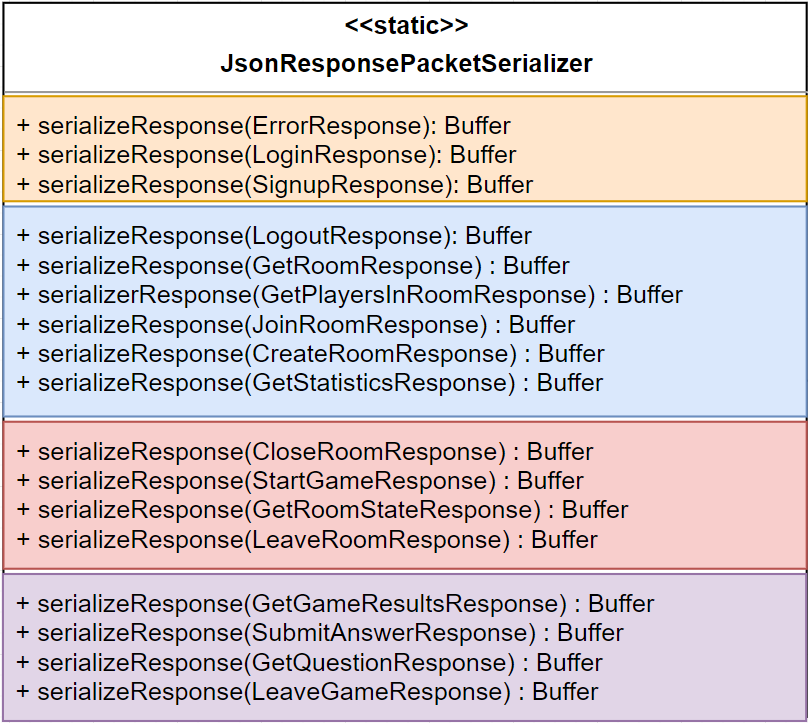 <<static>>
JsonResponsePacketSerializer
+ serializeResponse(ErrorResponse): Buffer
+ serializeResponse(LoginResponse): Buffer
+ serializeResponse(SignupResponse): Buffer
+ serializeResponse(LogoutResponse): Buffer
+ serializeResponse(GetRoomResponse) : Buffer
+ serializerResponse(GetPlayersInRoomResponse) : Buffer
+ serializeResponse(JoinRoomResponse) : Buffer
+ serializeResponse(CreateRoomResponse) : Buffer
+ serializeResponse(GetStatisticsResponse) : Buffer
+ serializeResponse(CloseRoomResponse) : Buffer
+ serializeResponse(StartGameResponse) : Buffer
+ serializeResponse(GetRoomStateResponse) : Buffer
+ serializeResponse(LeaveRoomResponse) : Buffer
+ serializeResponse(GetGameResultsResponse) : Buffer
+ serializeResponse(SubmitAnswerResponse) : Buffer
+ serializeResponse(GetQuestionResponse) : Buffer
+ serializeResponse(LeaveGameResponse) : Buffer